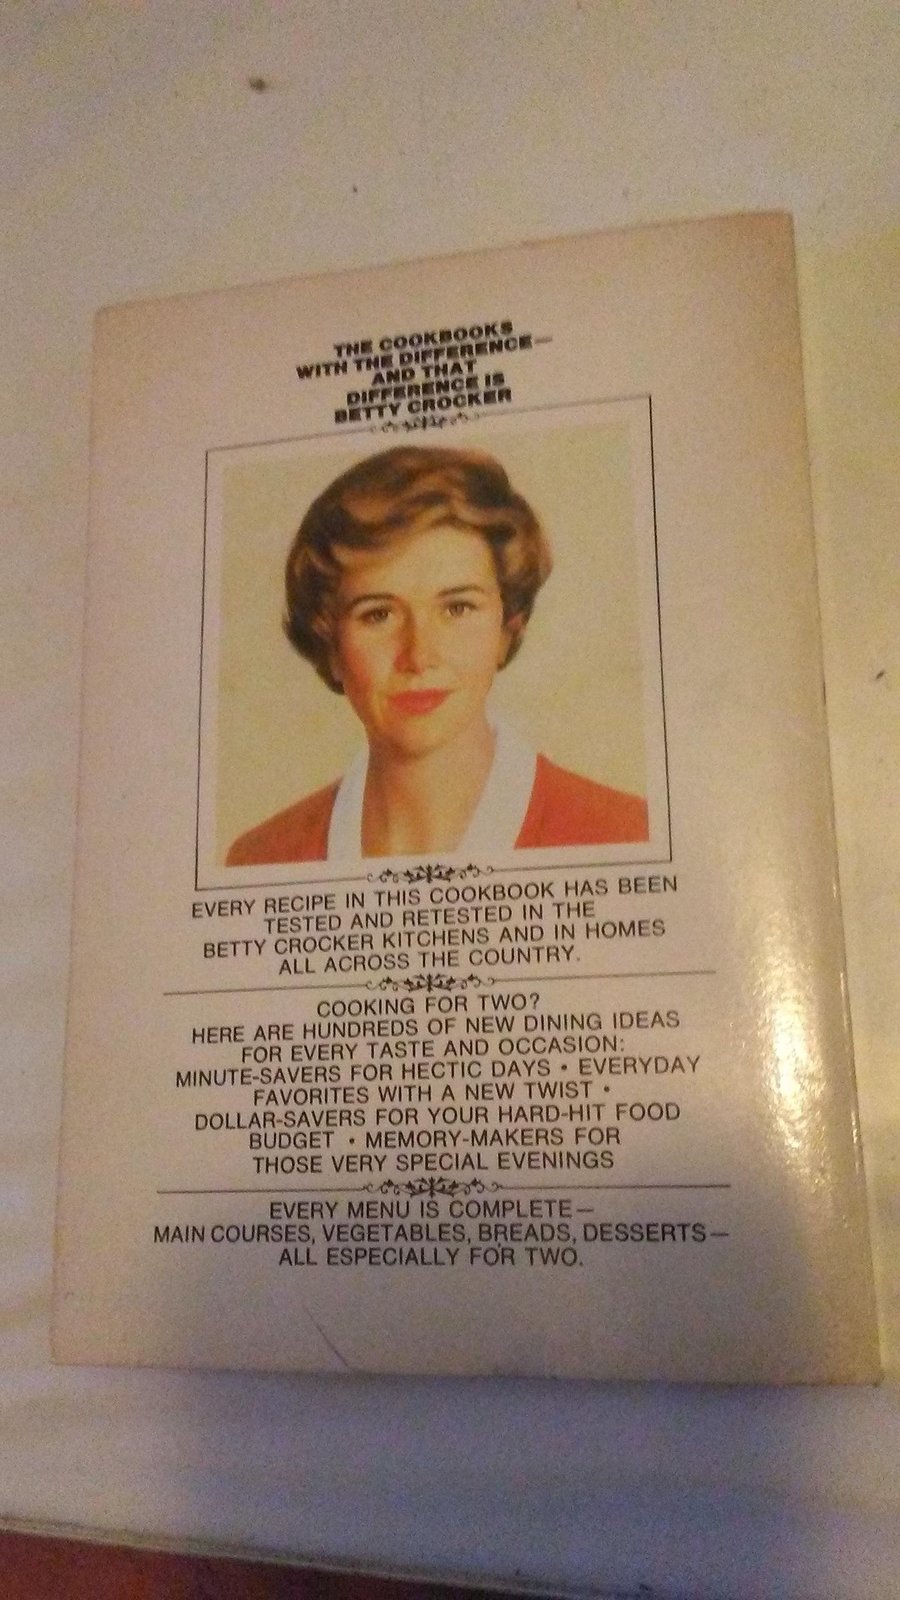 THE COOKBOOKS
WITH THE DIFFERENCE—
AND THAT
DIFFERENCE IS
BETTY CROCKER
EVERY RECIPE IN THIS COOKBOOK HAS BEEN
TESTED AND RETESTED IN THE
BETTY CROCKER KITCHENS AND IN HOMES
ALL ACROSS THE COUNTRY.
COOKING FOR TWO?
HERE ARE HUNDREDS OF NEW DINING IDEAS
FOR EVERY TASTE AND OCCASION:
MINUTE-SAVERS FOR HECTIC DAYS • EVERYDAY
FAVORITES WITH A NEW TWIST •
DOLLAR-SAVERS FOR YOUR HARD-HIT FOOD
BUDGET • MEMORY-MAKERS FOR
THOSE VERY SPECIAL EVENINGS
EVERY MENU IS COMPLETE—
MAIN COURSES, VEGETABLES, BREADS, DESSERTS—
ALL ESPECIALLY FOR TWO.